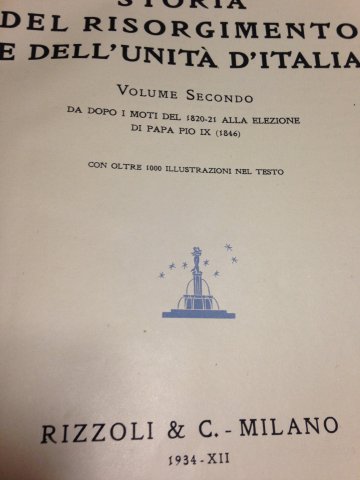 STORIA
DEL RISORGIMENTO
E DELL'UNITÀ D'ITALIA
VOLUME SECONDO
DA DOPO I MOTI DEL 1820-21 ALLA ELEZIONE
DI PAPA PIO IX (1846)
CON OLTRE 1000 ILLUSTRAZIONI NEL TESTO
RIZZOLI & C. - MILANO
1934 - XII